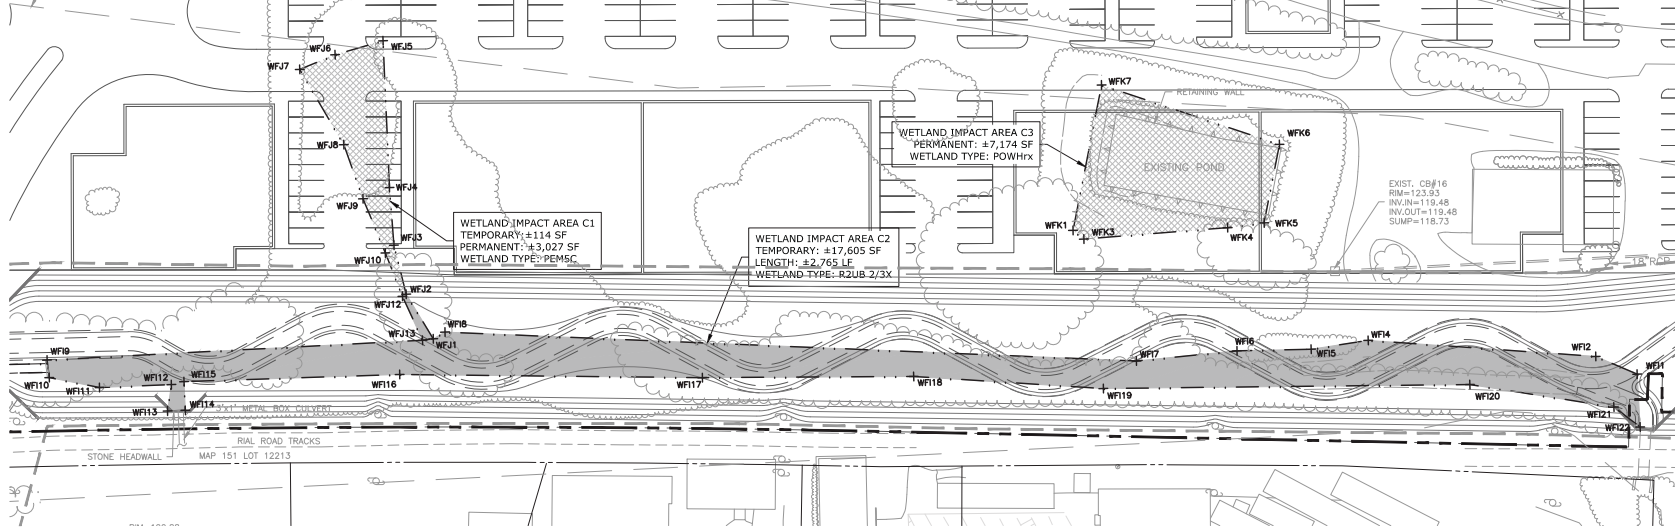 WFJ6
WFJ5
WFJ7
WFK7
RETAINING WALL
WETLAND IMPACT AREA C3
PERMANENT: ±7,174 SF
WETLAND TYPE: POWHrx
WFK6
WFJ8
EXISTING POND
WFJ4
EXIST. CB#16
RIM=123.93
INV.IN=119.48
INV.OUT=119.48
SUMP=118.73
WFJ9
WETLAND IMPACT AREA C1
TEMPORARY: ±114 SF
PERMANENT: ±3,027 SF
WETLAND TYPE: PEM5C
WFK1
WFK3
WFK4
WFK5
WFJ3
WETLAND IMPACT AREA C2
TEMPORARY: ±17,605 SF
LENGTH: ±2,765 LF
WETLAND TYPE: R2UB 2/3X
WFJ10
18"RCP
WFJ2
WFJ12
WFI8
WFJ13
WFJ1
WFI9
WFI7
WFI6
WFI5
WFI4
WFI2
WFI1
WFI10
WFI11
WFI12
WFI15
WFI16
WFI17
WFI18
WFI19
WFI20
WFI21
WFI13
WFI14
3'x1' METAL BOX CULVERT
WFI22
RIAL ROAD TRACKS
STONE HEADWALL
MAP 151 LOT 12213